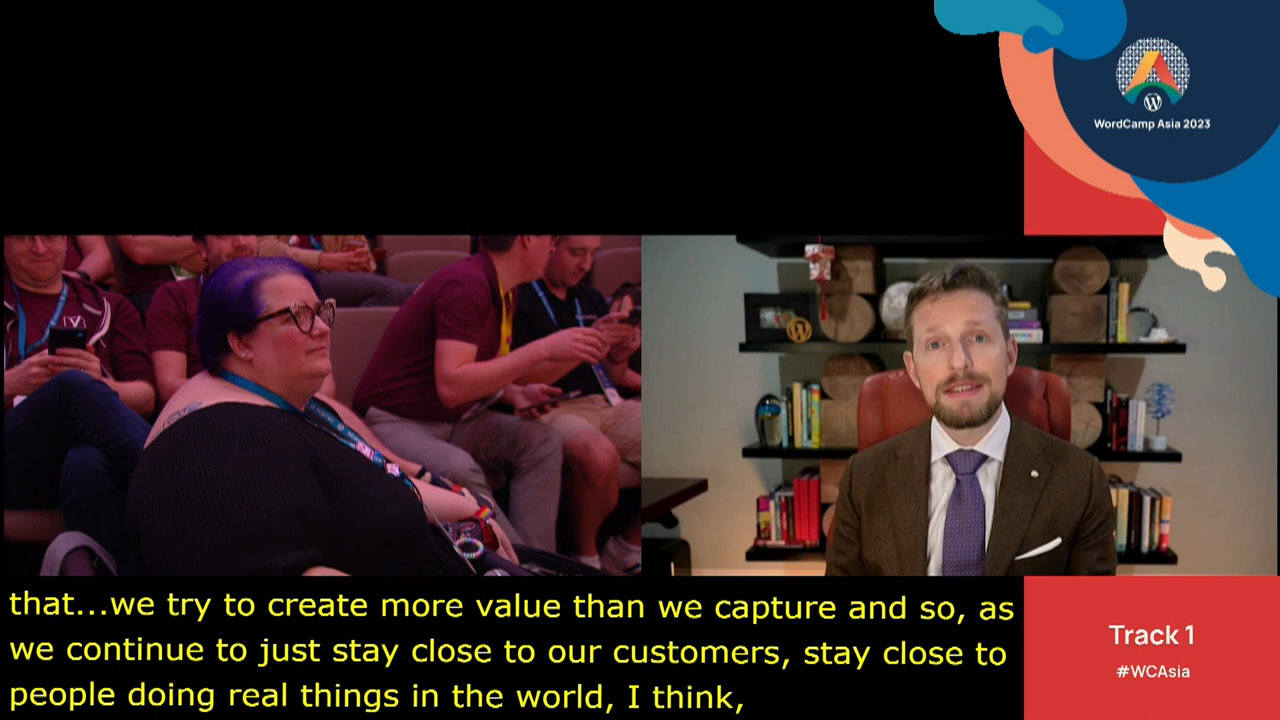 WordCamp Asia 2023
that...we try to create more value than we capture and so, as
we continue to just stay close to our customers, stay close to
people doing real things in the world, I think,
Track 1
#WCAsia